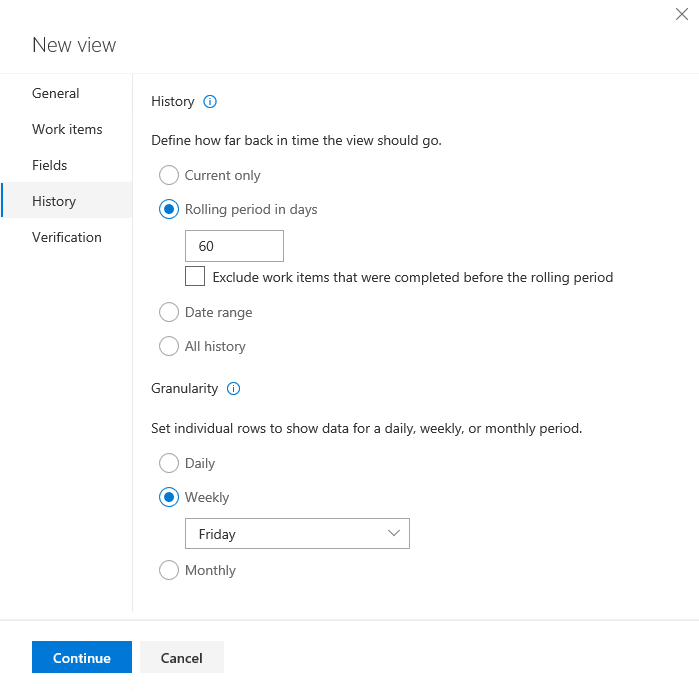 New view
General
Work items
Fields
History
Verification
History
Define how far back in time the view should go.
Current only
Rolling period in days
60
Exclude work items that were completed before the rolling period
Date range
All history
Granularity
Set individual rows to show data for a daily, weekly, or monthly period.
Daily
Weekly
Friday
Monthly
Continue
Cancel